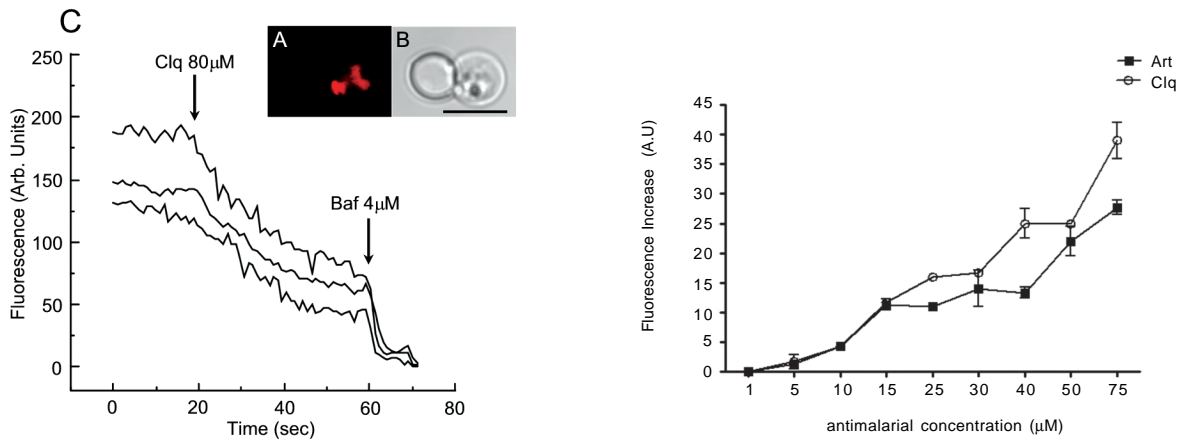 C
A
B
Clq 80µM
Baf 4µM
Fluorescence (Arb. Units)
250
200
150
100
50
0
0 20 40 60 80
Time (sec)
Art
Clq
Fluorescence Increase (A.U)
45
40
35
30
25
20
15
10
5
0
1 5 10 15 25 30 40 50 75
antimalarial concentration (µM)